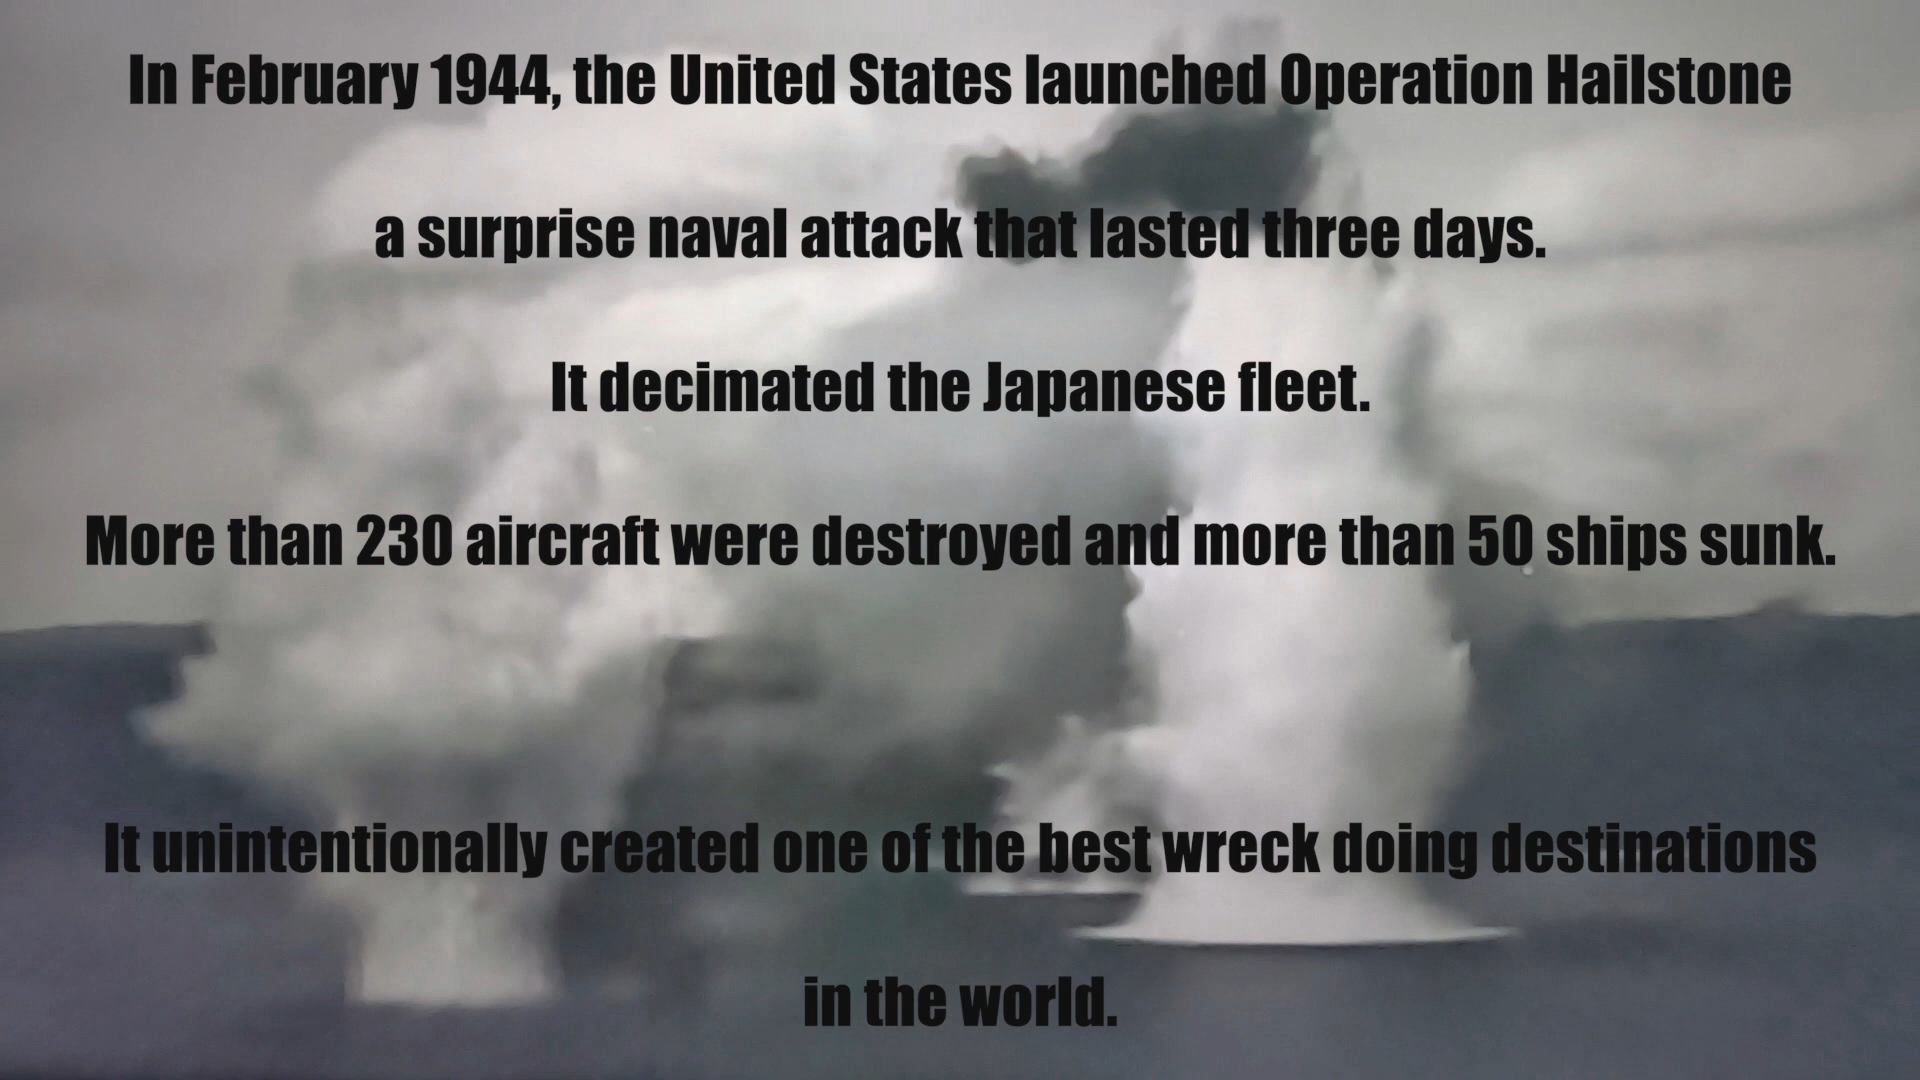 In February 1944, the United States launched Operation Hailstone
a surprise naval attack that lasted three days.
It decimated the Japanese fleet.
More than 230 aircraft were destroyed and more than 50 ships sunk.
It unintentionally created one of the best wreck doing destinations
in the world.